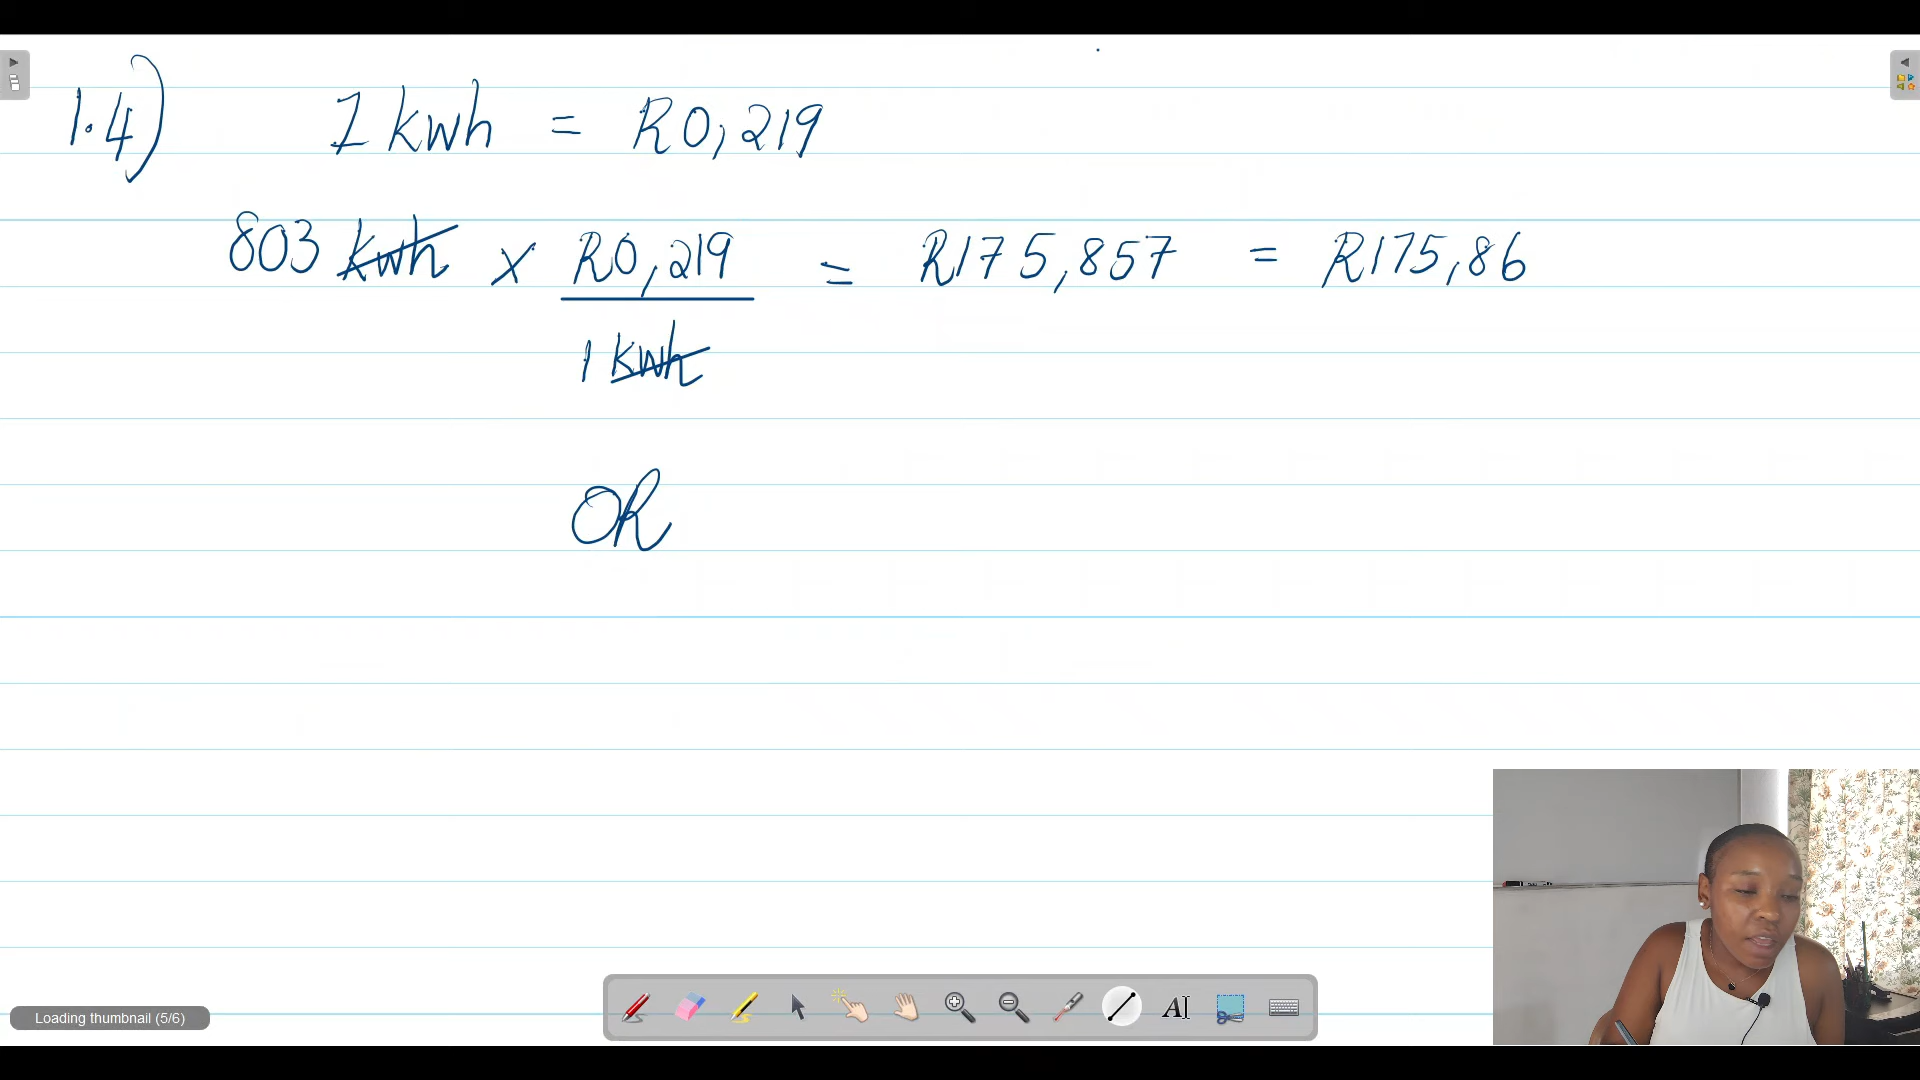 1.4) 1 kwh = R0,219
803 kwh x R0,219 = R175,857 = R175,86
1 kwh
OR
Loading thumbnail (5/6)
AI